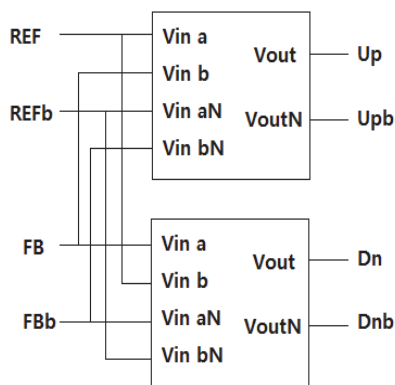 REF
Vin a
Vout
Up
Vin b
REFb
Vin aN
VoutN
Upb
Vin bN
FB
Vin a
Vout
Dn
Vin b
FBb
Vin aN
VoutN
Dnb
Vin bN